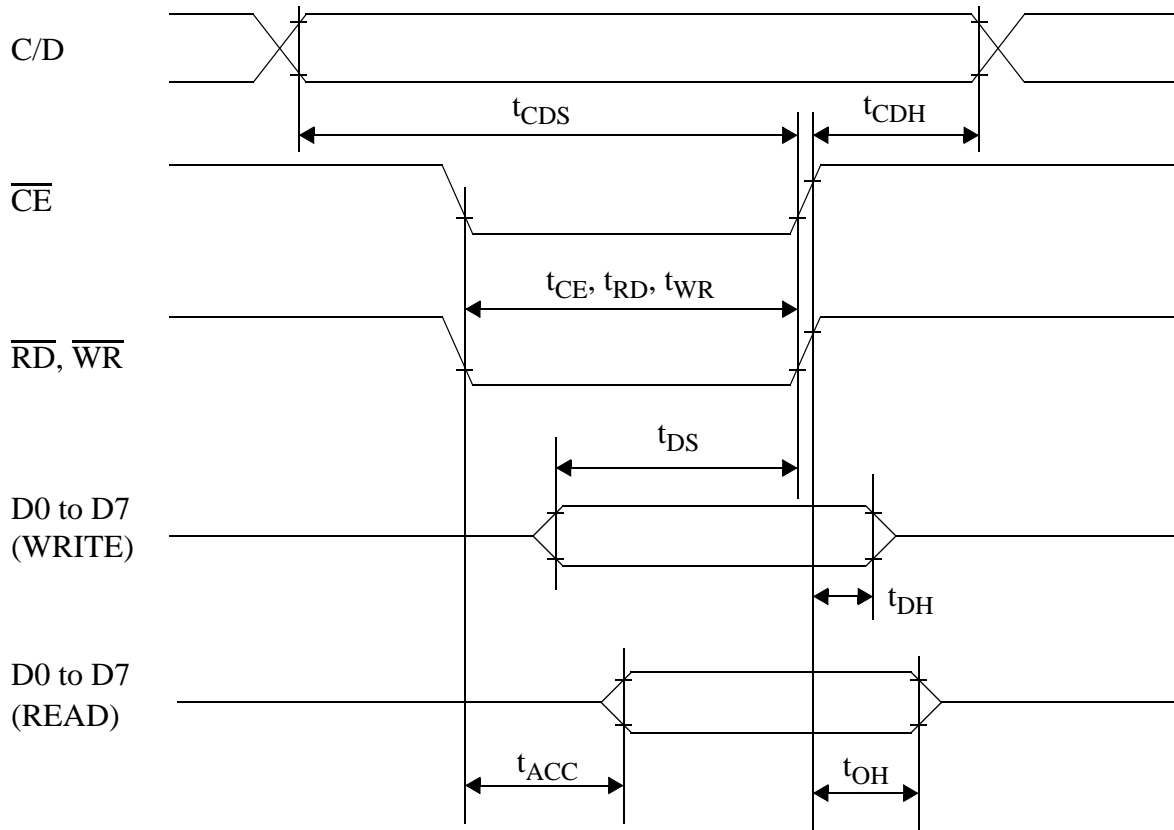 C/D
tCDS
tCDH
CE
tCE, tRD, tWR
RD, WR
tDS
D0 to D7
(WRITE)
tDH
D0 to D7
(READ)
tACC
tOH